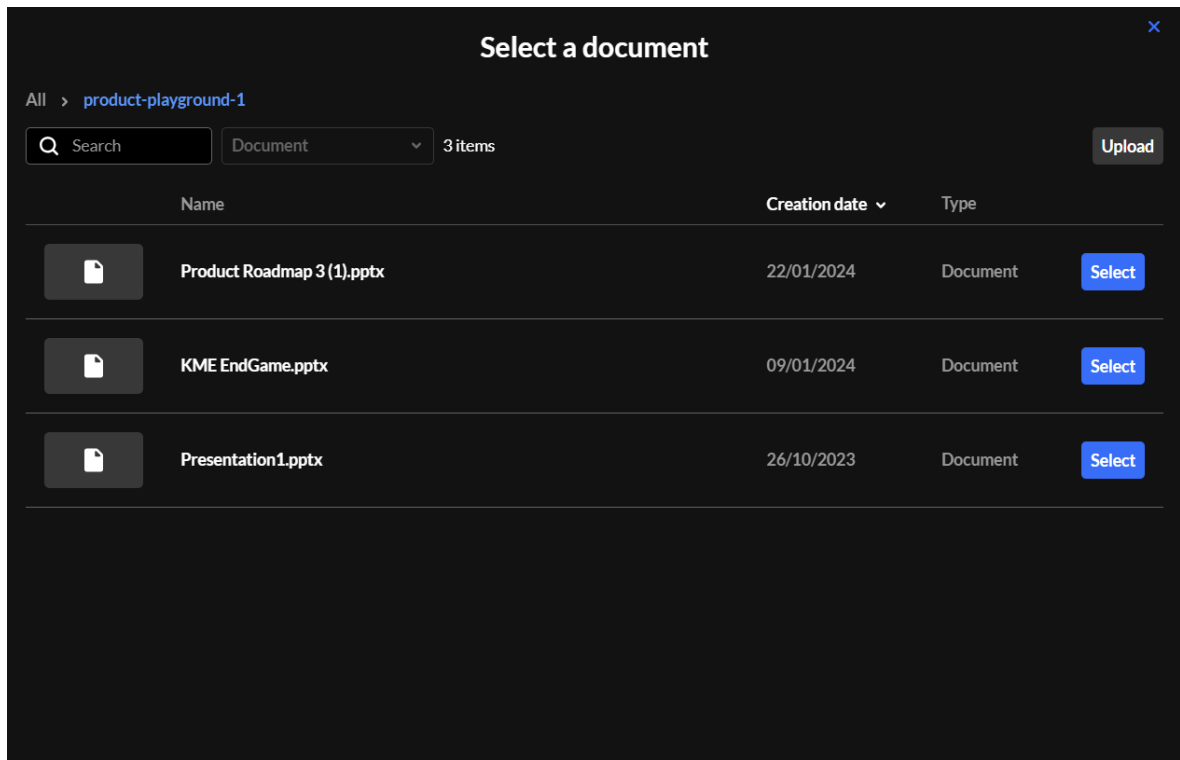 Select a document
All > product-playground-1
Search Document 3 items Upload
Name Creation date Type
Product Roadmap 3 (1).pptx 22/01/2024 Document Select
KME EndGame.pptx 09/01/2024 Document Select
Presentation1.pptx 26/10/2023 Document Select